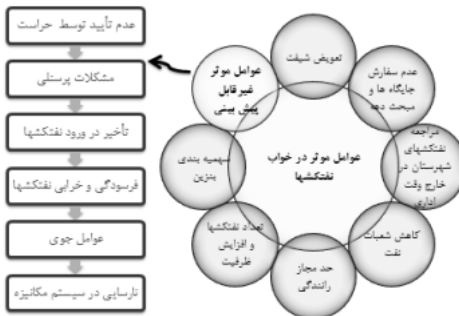 عدم تأیید توسط حراست
مشکلات پرسنلی
تأخیر در ورود نفتکشها
فرسودگی و خرابی نفتکشها
عوامل جوی
نارسایی در سیستم مکانیزه
عوامل موثر
غیر قابل
پیش بینی
تعویض شیفت
عدم سفارش
جایگاه ها و
مبحث دهه
مراجعه
نفتکشهای
شهرستان در
خارج وقت
اداری
کاهش شعبات
نفت
حد مجاز
رانندگی
تعداد نفتکشها
و افزایش
ظرفیت
سهمیه بندی
بنزین
عوامل موثر در خواب
نفتکشها